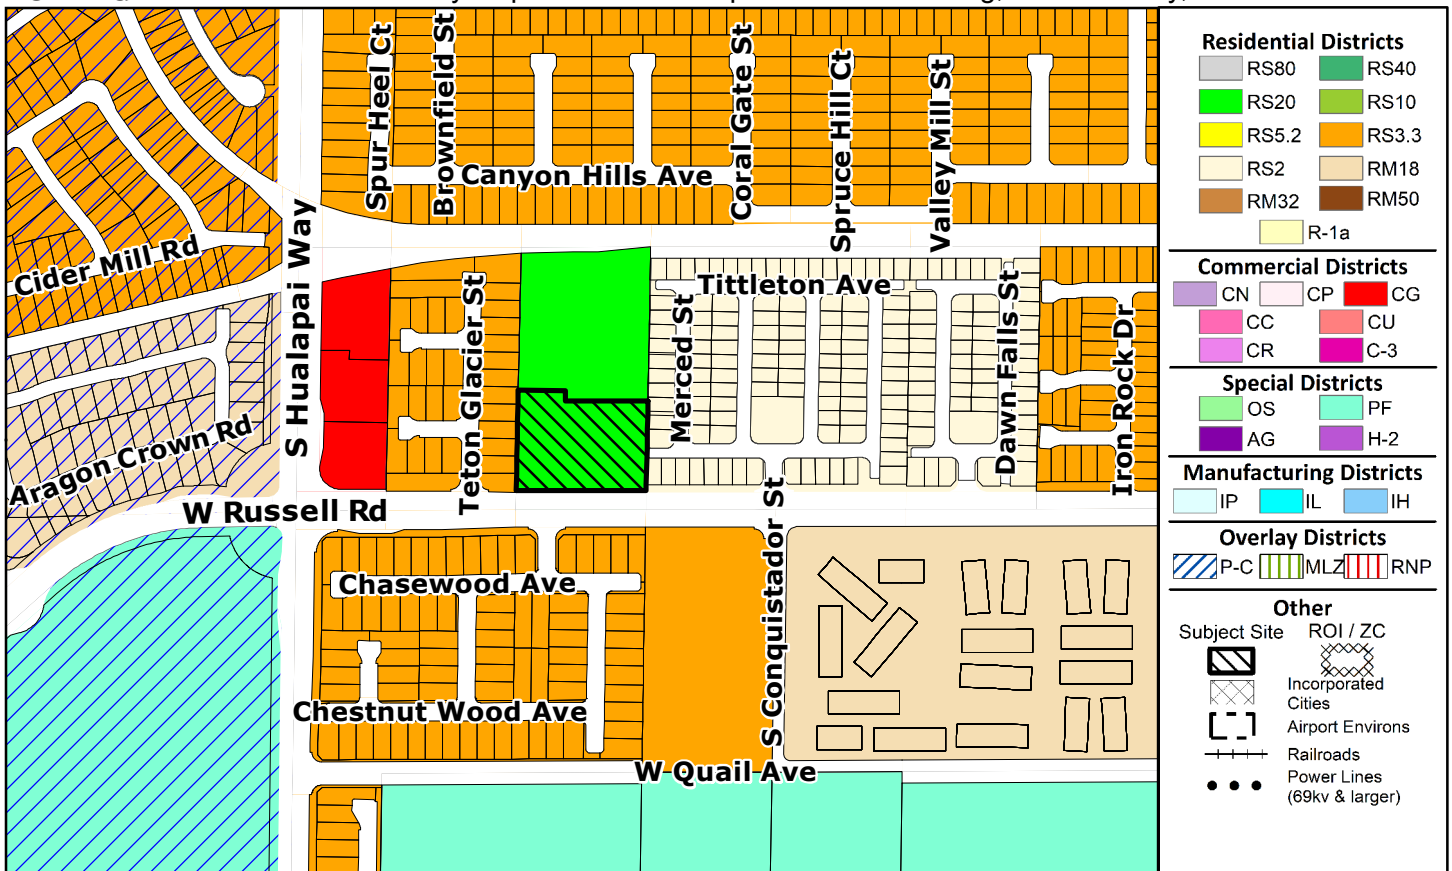 Spur Heel Ct
Brownfield St
Coral Gate St
Spruce Hill Ct
Valley Mill St
Canyon Hills Ave
Cider Mill Rd
S Hualapai Way
Tittleton Ave
Teton Glacier St
Merced St
Dawn Falls St
Iron Rock Dr
Aragon Crown Rd
W Russell Rd
S Conquistador St
Chasewood Ave
Chestnut Wood Ave
W Quail Ave
Residential Districts
RS80 RS40
RS20 RS10
RS5.2 RS3.3
RS2 RM18
RM32 RM50
R-1a
Commercial Districts
CN CP CG
CC CU
CR C-3
Special Districts
OS PF
AG H-2
Manufacturing Districts
IP IL IH
Overlay Districts
P-C MLZ RNP
Other
Subject Site ROI / ZC
Incorporated
Cities
Airport Environs
Railroads
Power Lines
(69kv & larger)